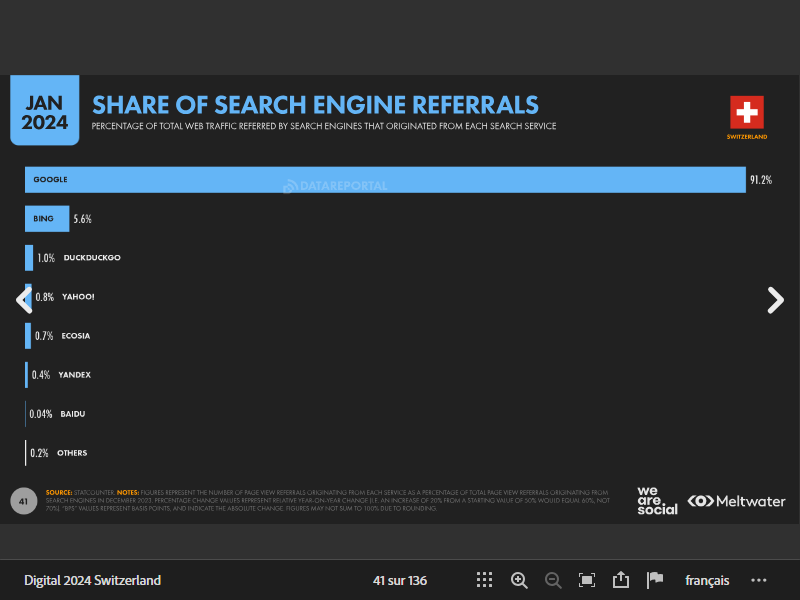 JAN
2024
SHARE OF SEARCH ENGINE REFERRALS
PERCENTAGE OF TOTAL WEB TRAFFIC REFERRED BY SEARCH ENGINES THAT ORIGINATED FROM EACH SEARCH SERVICE
SWITZERLAND
GOOGLE
DATAREPORTAL
91.2%
BING
5.6%
1.0% DUCKDUCKGO
0.8% YAHOO!
0.7% ECOSIA
0.4% YANDEX
0.04% BAIDU
0.2% OTHERS
41
SOURCE: STATCOUNTER. NOTES: FIGURES REPRESENT THE NUMBER OF PAGE VIEW REFERRALS ORIGINATING FROM EACH SERVICE AS A PERCENTAGE OF TOTAL PAGE VIEW REFERRALS ORIGINATING FROM
SEARCH ENGINES IN DECEMBER 2023. PERCENTAGE CHANGE VALUES REPRESENT RELATIVE YEAR-ON-YEAR CHANGE (I.E. AN INCREASE OF 20% FROM A STARTING VALUE OF 50% WOULD EQUAL 60%, NOT
70%). "BPS" VALUES REPRESENT BASIS POINTS, AND INDICATE THE ABSOLUTE CHANGE. FIGURES MAY NOT SUM TO 100% DUE TO ROUNDING.
we
are.
social
Meltwater
Digital 2024 Switzerland
41 sur 136
français